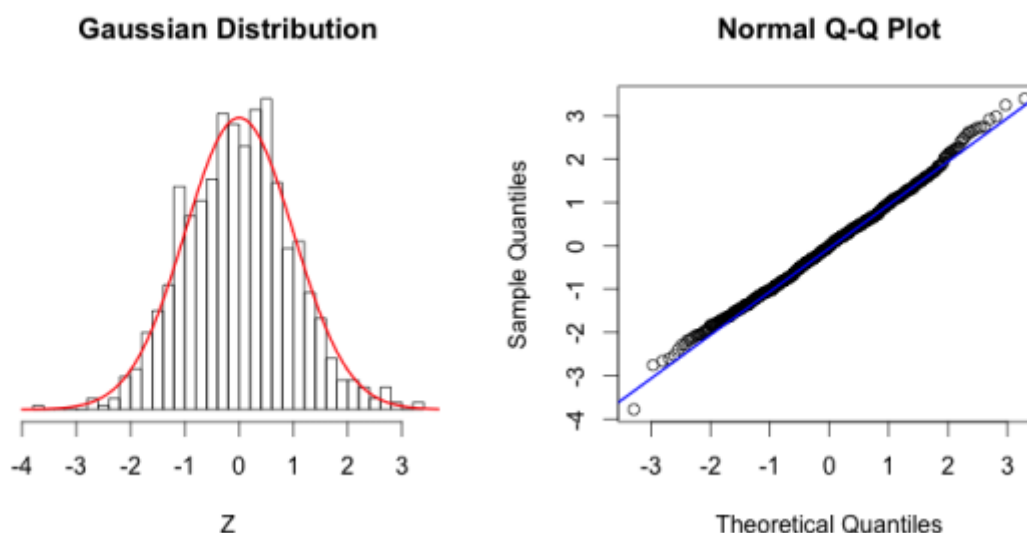 Gaussian Distribution
-4 -3 -2 -1 0 1 2 3
Z
Normal Q-Q Plot
Sample Quantiles
3
2
1
0
-1
-2
-3
-4
-3 -2 -1 0 1 2 3
Theoretical Quantiles